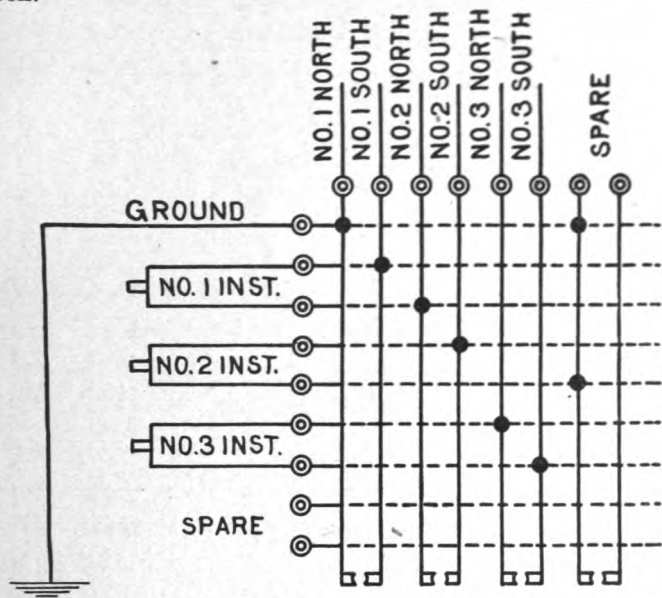 NO. 1 NORTH
NO. 1 SOUTH
NO. 2 NORTH
NO. 2 SOUTH
NO. 3 NORTH
NO. 3 SOUTH
SPARE
GROUND
NO. 1 INST.
NO. 2 INST.
NO. 3 INST.
SPARE